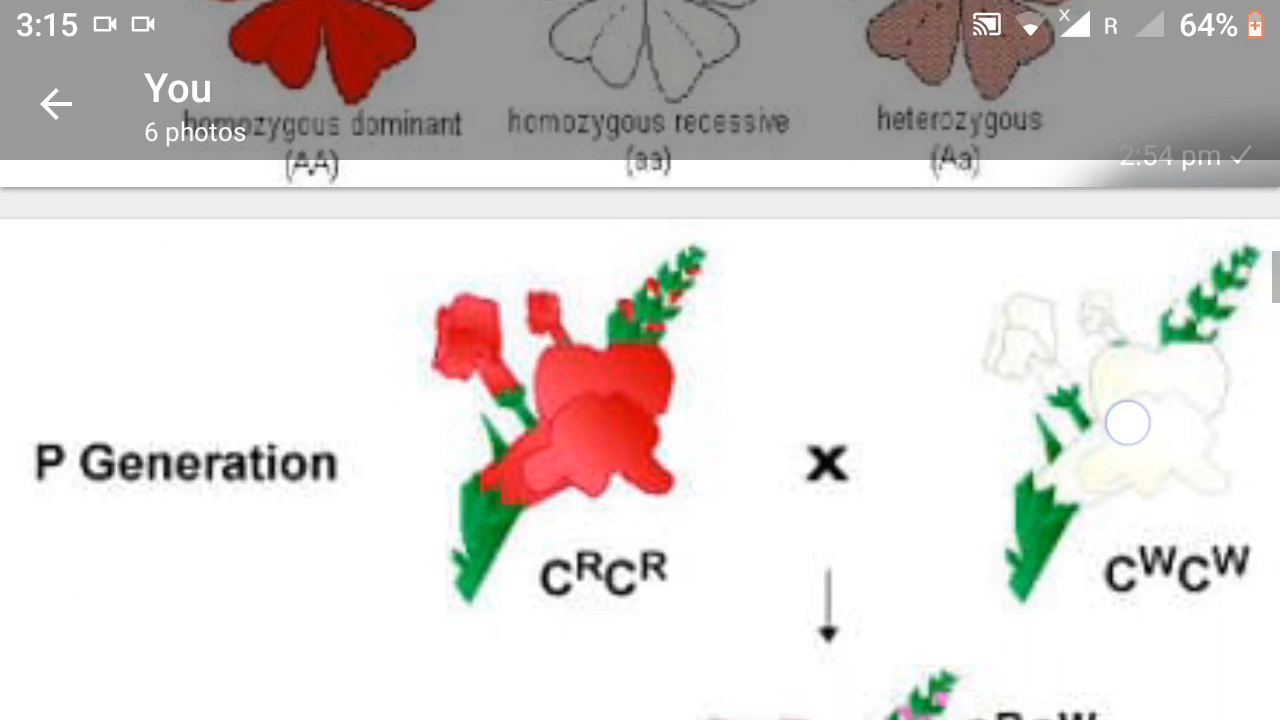 3:15 R 64%
You
6 photos
homozygous dominant homozygous recessive heterozygous
(AA) (aa) (Aa)
2:54 pm
P Generation X
CᴿCᴿ CᵂCᵂ
CᴿCᵂ